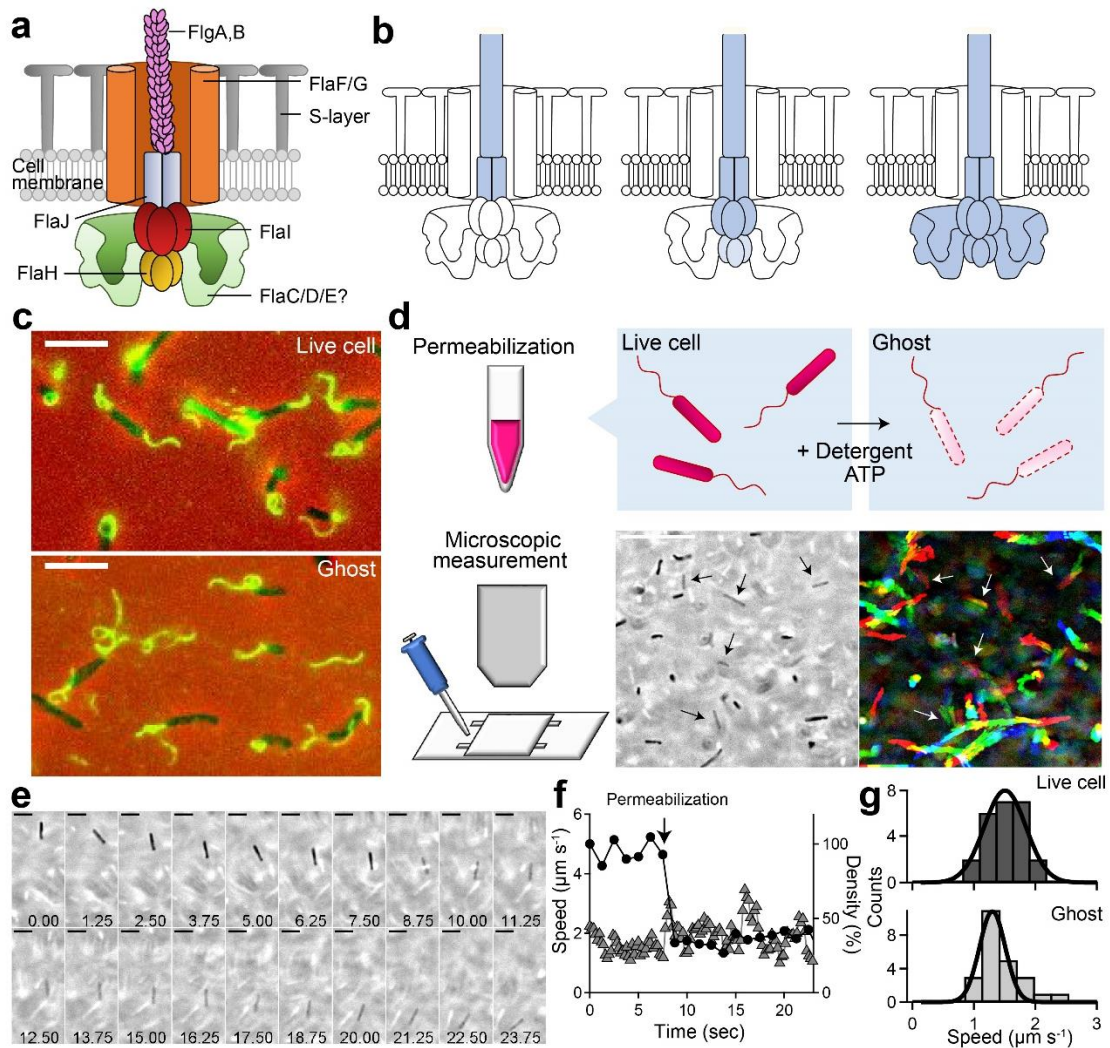 a
FlgA,B
FlaF/G
S-layer
Cell
membrane
FlaJ
FlaI
FlaH
FlaC/D/E?
b
c
Live cell
Ghost
d
Permeabilization
Live cell
Ghost
+ Detergent
ATP
Microscopic
measurement
e
0.00 1.25 2.50 3.75 5.00 6.25 7.50 8.75 10.00 11.25
12.50 13.75 15.00 16.25 17.50 18.75 20.00 21.25 22.50 23.75
f
Permeabilization
6
4
2
0
Speed (µm s⁻¹)
100
50
0
Density (%)
0 5 10 15 20
Time (sec)
g
Live cell
8
4
0
Counts
Ghost
8
4
0
0 1 2 3
Speed (µm s⁻¹)